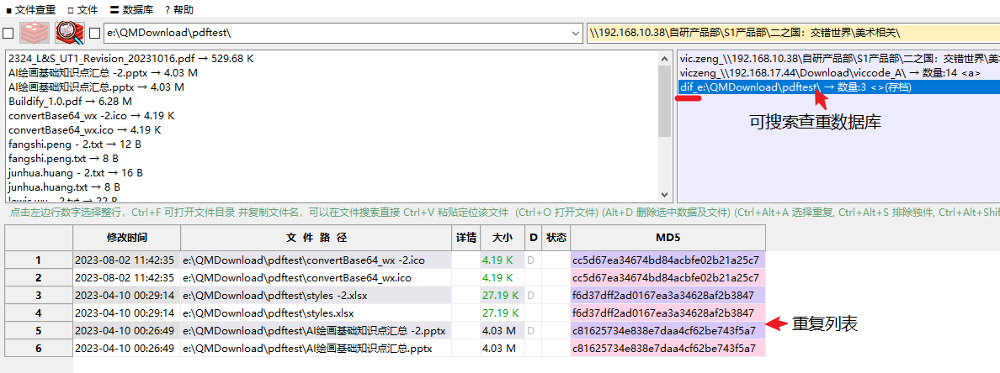 文件查重 文件 数据库 ? 帮助
e:\QMDownload\pdftest\ \\192.168.10.38\自研产品部\S1产品部\二之国：交错世界\美术相关\
2324_L&S_UT1_Revision_20231016.pdf → 529.68 K
AI绘画基础知识点汇总 -2.pptx → 4.03 M
AI绘画基础知识点汇总.pptx → 4.03 M
Buildify_1.0.pdf → 6.28 M
convertBase64_wx -2.ico → 4.19 K
convertBase64_wx.ico → 4.19 K
fangshi.peng - 2.txt → 12 B
fangshi.peng.txt → 8 B
junhua.huang - 2.txt → 16 B
junhua.huang.txt → 8 B
lewis.wu - 2.txt → 22 B
vic.zeng_\\192.168.10.38\自研产品部\S1产品部\二之国：交错世界\美
viczeng_\\192.168.17.44\Download\viccode_A\ → 数量:14 <a>
dif_e:\QMDownload\pdftest\ → 数量:3 <>(存档)
可搜索查重数据库
点击左边行数字选择整行，Ctrl+F 可打开文件目录 并复制文件名，可以在文件搜索直接 Ctrl+V 粘贴定位该文件 (Ctrl+O 打开文件) (Alt+D 删除选中数据及文件) (Ctrl+Alt+A 选择重复, Ctrl+Alt+S 排除独件, Ctrl+Alt+Shif
修改时间 文 件 路 径 详情 大小 D 状态 MD5
1 2023-08-02 11:42:35 e:\QMDownload\pdftest\convertBase64_wx -2.ico 4.19 K D cc5d67ea34674bd84acbfe02b21a25c7
2 2023-08-02 11:42:35 e:\QMDownload\pdftest\convertBase64_wx.ico 4.19 K cc5d67ea34674bd84acbfe02b21a25c7
3 2023-04-10 00:29:14 e:\QMDownload\pdftest\styles -2.xlsx 27.19 K D f6d37dff2ad0167ea3a34628af2b3847
4 2023-04-10 00:29:14 e:\QMDownload\pdftest\styles.xlsx 27.19 K f6d37dff2ad0167ea3a34628af2b3847
5 2023-04-10 00:26:49 e:\QMDownload\pdftest\AI绘画基础知识点汇总 -2.pptx 4.03 M D c81625734e838e7daa4cf62be743f5a7
6 2023-04-10 00:26:49 e:\QMDownload\pdftest\AI绘画基础知识点汇总.pptx 4.03 M c81625734e838e7daa4cf62be743f5a7
重复列表